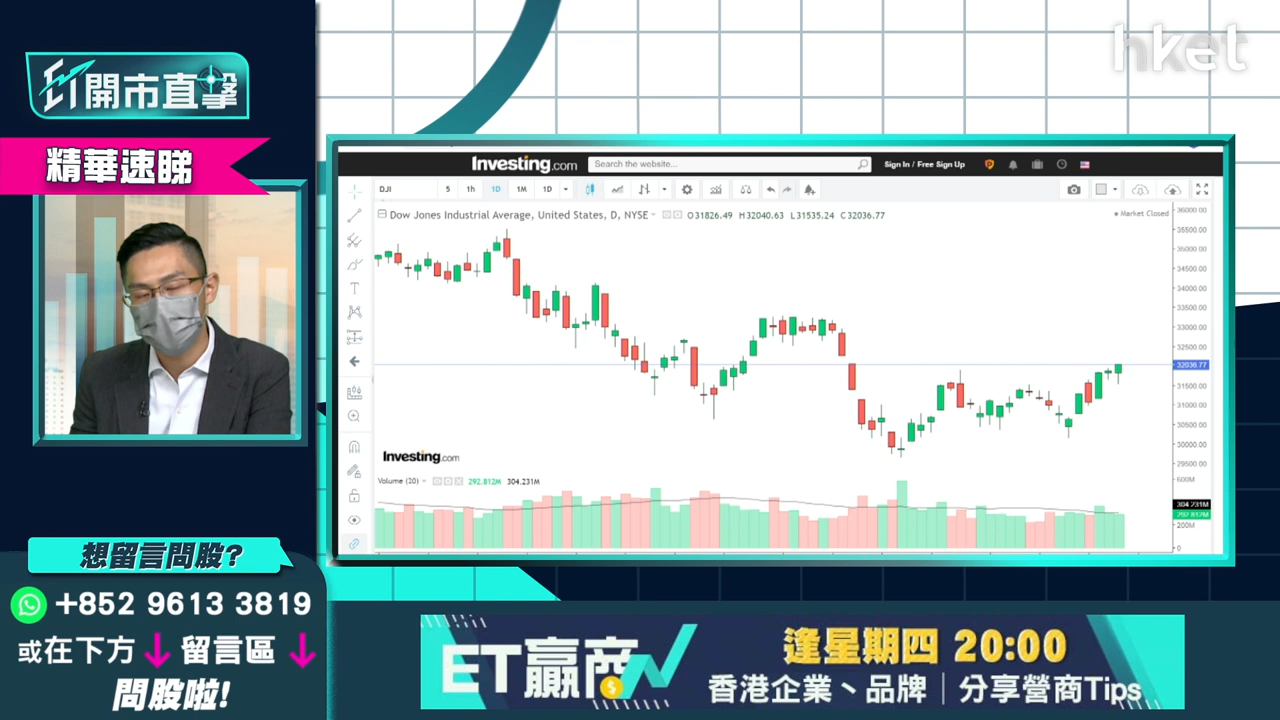 hket
ET開市直擊
精華速睇
Investing.com
Search the website...
Sign In / Free Sign Up
DJI
5
1h
1D
1M
1D
Dow Jones Industrial Average, United States, D, NYSE
O31826.49 H32040.63 L31535.24 C32036.77
Market Closed
36000.00
35500.00
35000.00
34500.00
34000.00
33500.00
33000.00
32500.00
32036.77
31500.00
31000.00
30500.00
30000.00
29500.00
Investing.com
Volume (20)
292.812M 304.231M
600M
304.231M
292.812M
200M
0
想留言問股?
+852 9613 3819
或在下方 留言區
問股啦!
ET贏商
逢星期四 20:00
香港企業、品牌|分享營商Tips